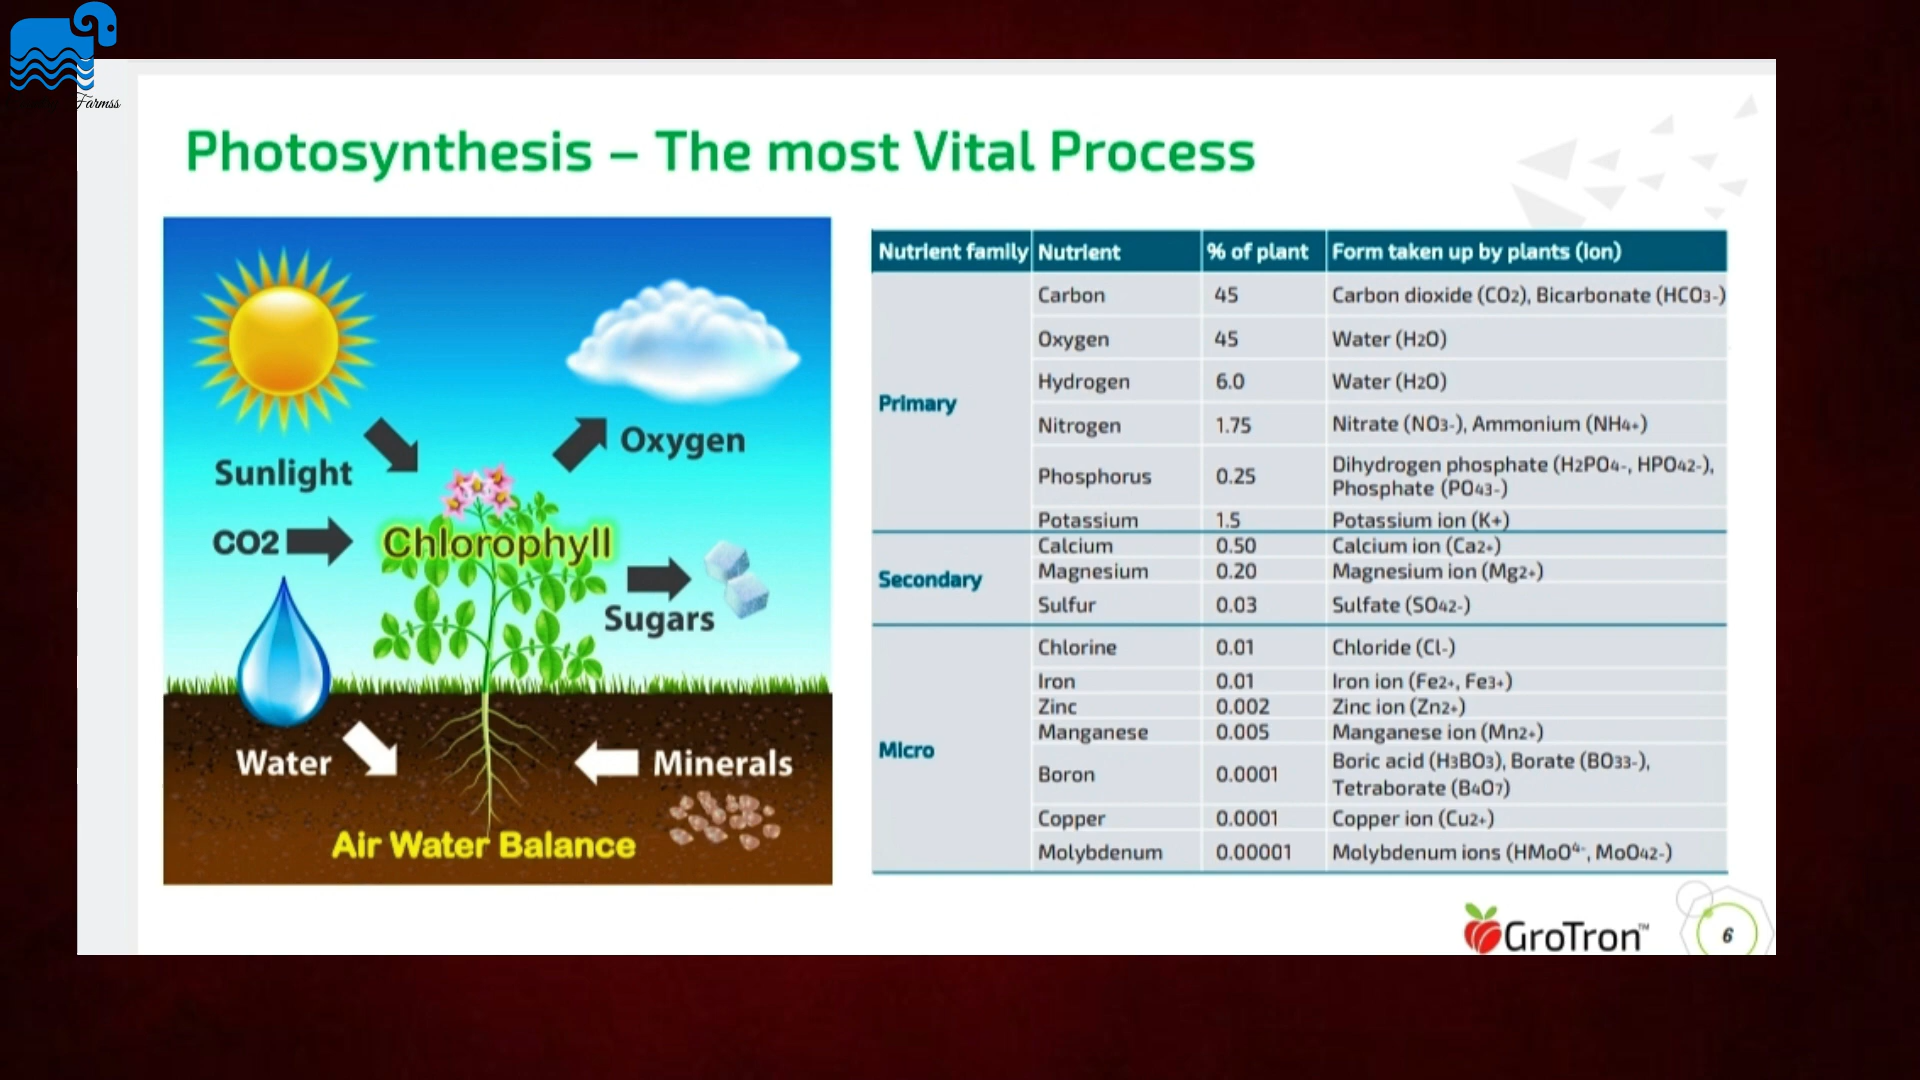 Farmss
Photosynthesis – The most Vital Process
Sunlight
Oxygen
CO2
Chlorophyll
Sugars
Water
Minerals
Air Water Balance
Nutrient family Nutrient % of plant Form taken up by plants (Ion)
Primary
Carbon 45 Carbon dioxide (CO2), Bicarbonate (HCO3-)
Oxygen 45 Water (H2O)
Hydrogen 6.0 Water (H2O)
Nitrogen 1.75 Nitrate (NO3-), Ammonium (NH4+)
Phosphorus 0.25 Dihydrogen phosphate (H2PO4-, HPO42-),
Phosphate (PO43-)
Potassium 1.5 Potassium ion (K+)
Secondary
Calcium 0.50 Calcium ion (Ca2+)
Magnesium 0.20 Magnesium ion (Mg2+)
Sulfur 0.03 Sulfate (SO42-)
Micro
Chlorine 0.01 Chloride (Cl-)
Iron 0.01 Iron ion (Fe2+, Fe3+)
Zinc 0.002 Zinc ion (Zn2+)
Manganese 0.005 Manganese ion (Mn2+)
Boron 0.0001 Boric acid (H3BO3), Borate (BO33-),
Tetraborate (B4O7)
Copper 0.0001 Copper ion (Cu2+)
Molybdenum 0.00001 Molybdenum ions (HMoO4-, MoO42-)
GroTron™
6